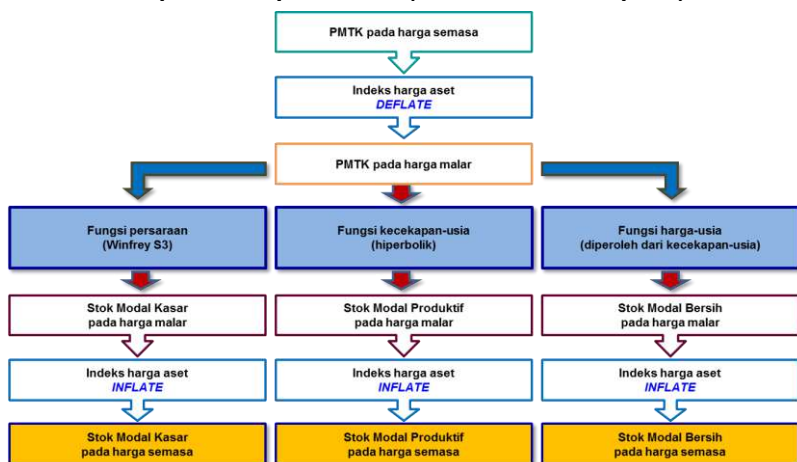 PMTK pada harga semasa
Indeks harga aset
DEFLATE
PMTK pada harga malar
Fungsi persaraan
(Winfrey S3)
Fungsi kecekapan-usia
(hiperbolik)
Fungsi harga-usia
(diperoleh dari kecekapan-usia)
Stok Modal Kasar
pada harga malar
Stok Modal Produktif
pada harga malar
Stok Modal Bersih
pada harga malar
Indeks harga aset
INFLATE
Indeks harga aset
INFLATE
Indeks harga aset
INFLATE
Stok Modal Kasar
pada harga semasa
Stok Modal Produktif
pada harga semasa
Stok Modal Bersih
pada harga semasa